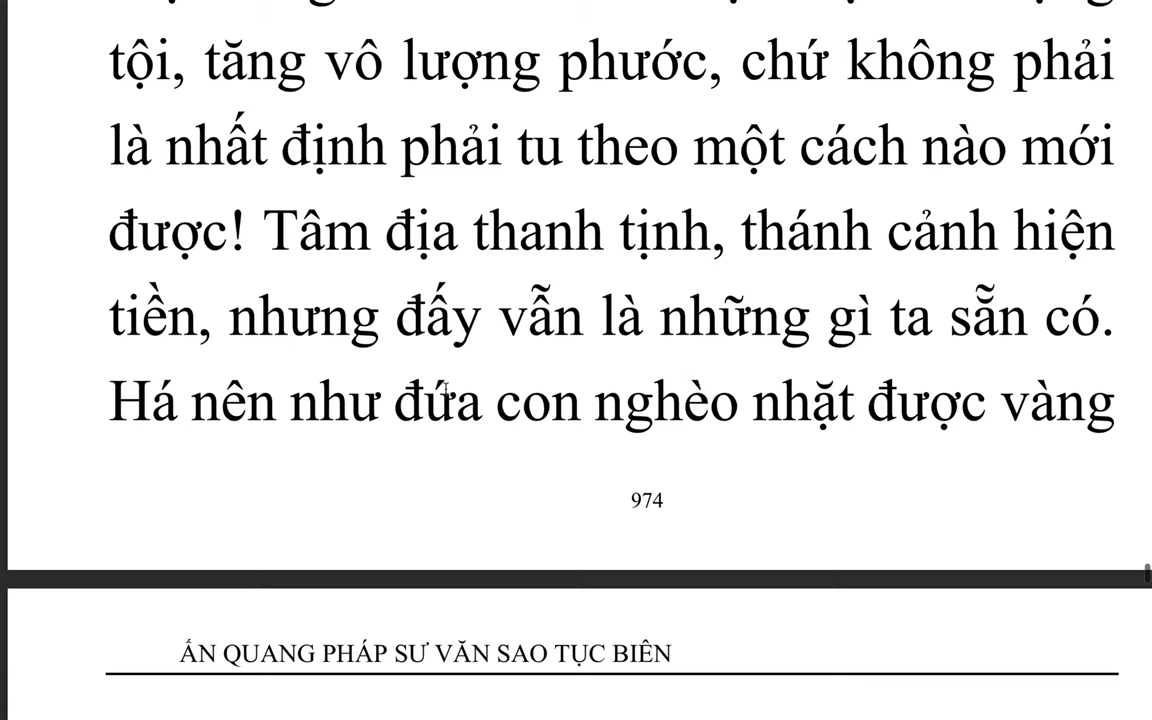 tội, tăng vô lượng phước, chứ không phải
là nhất định phải tu theo một cách nào mới
được! Tâm địa thanh tịnh, thánh cảnh hiện
tiền, nhưng đấy vẫn là những gì ta sẵn có.
Há nên như đứa con nghèo nhặt được vàng
974
ẤN QUANG PHÁP SƯ VĂN SAO TỤC BIÊN